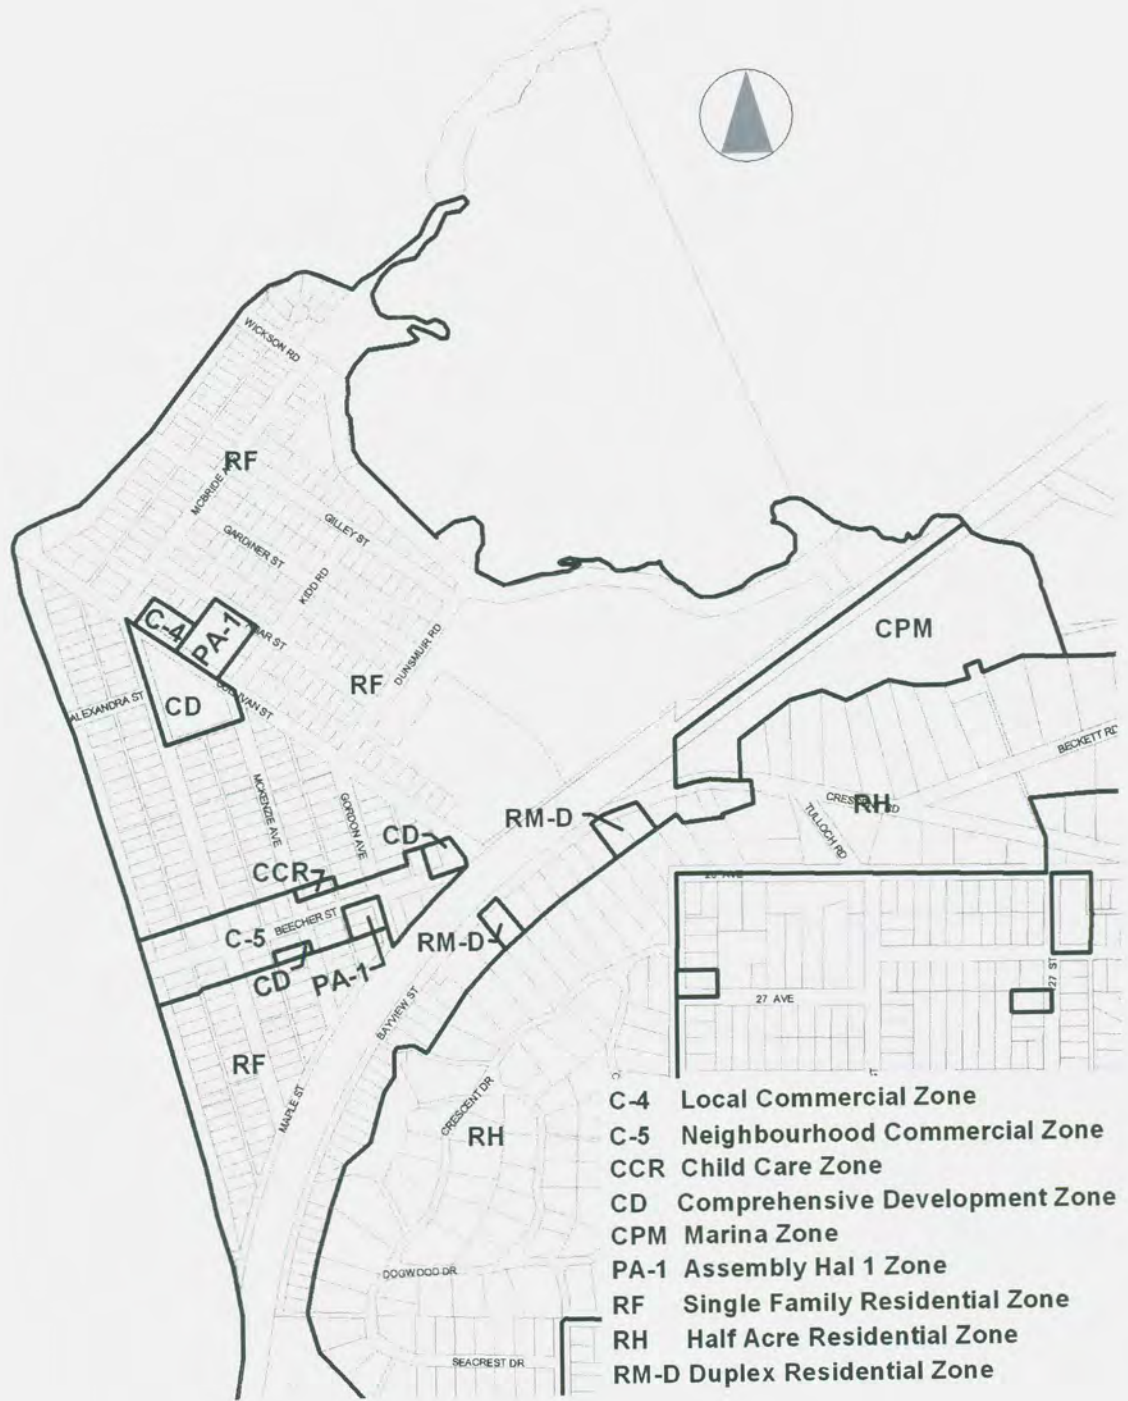 WICKSON RD
RF
MCBRIDE
GILLEY ST
GARDINER ST
KIDD RD
CPM
C-4
PA-1
DUNSMUIR RD
RF
ALEXANDRA ST
CD
BECKETT RD
RH
MCKENZIE AVE
GORDON AVE
RM-D
TULLOCH RD
CD
CCR
BEECHER ST
C-5
RM-D
CD
PA-1
27 AVE
27 ST
BAYVIEW ST
RF
MAPLE ST
CRESCENT DR
RH
DOGWOOD DR
SEACREST DR
C-4 Local Commercial Zone
C-5 Neighbourhood Commercial Zone
CCR Child Care Zone
CD Comprehensive Development Zone
CPM Marina Zone
PA-1 Assembly Hal 1 Zone
RF Single Family Residential Zone
RH Half Acre Residential Zone
RM-D Duplex Residential Zone